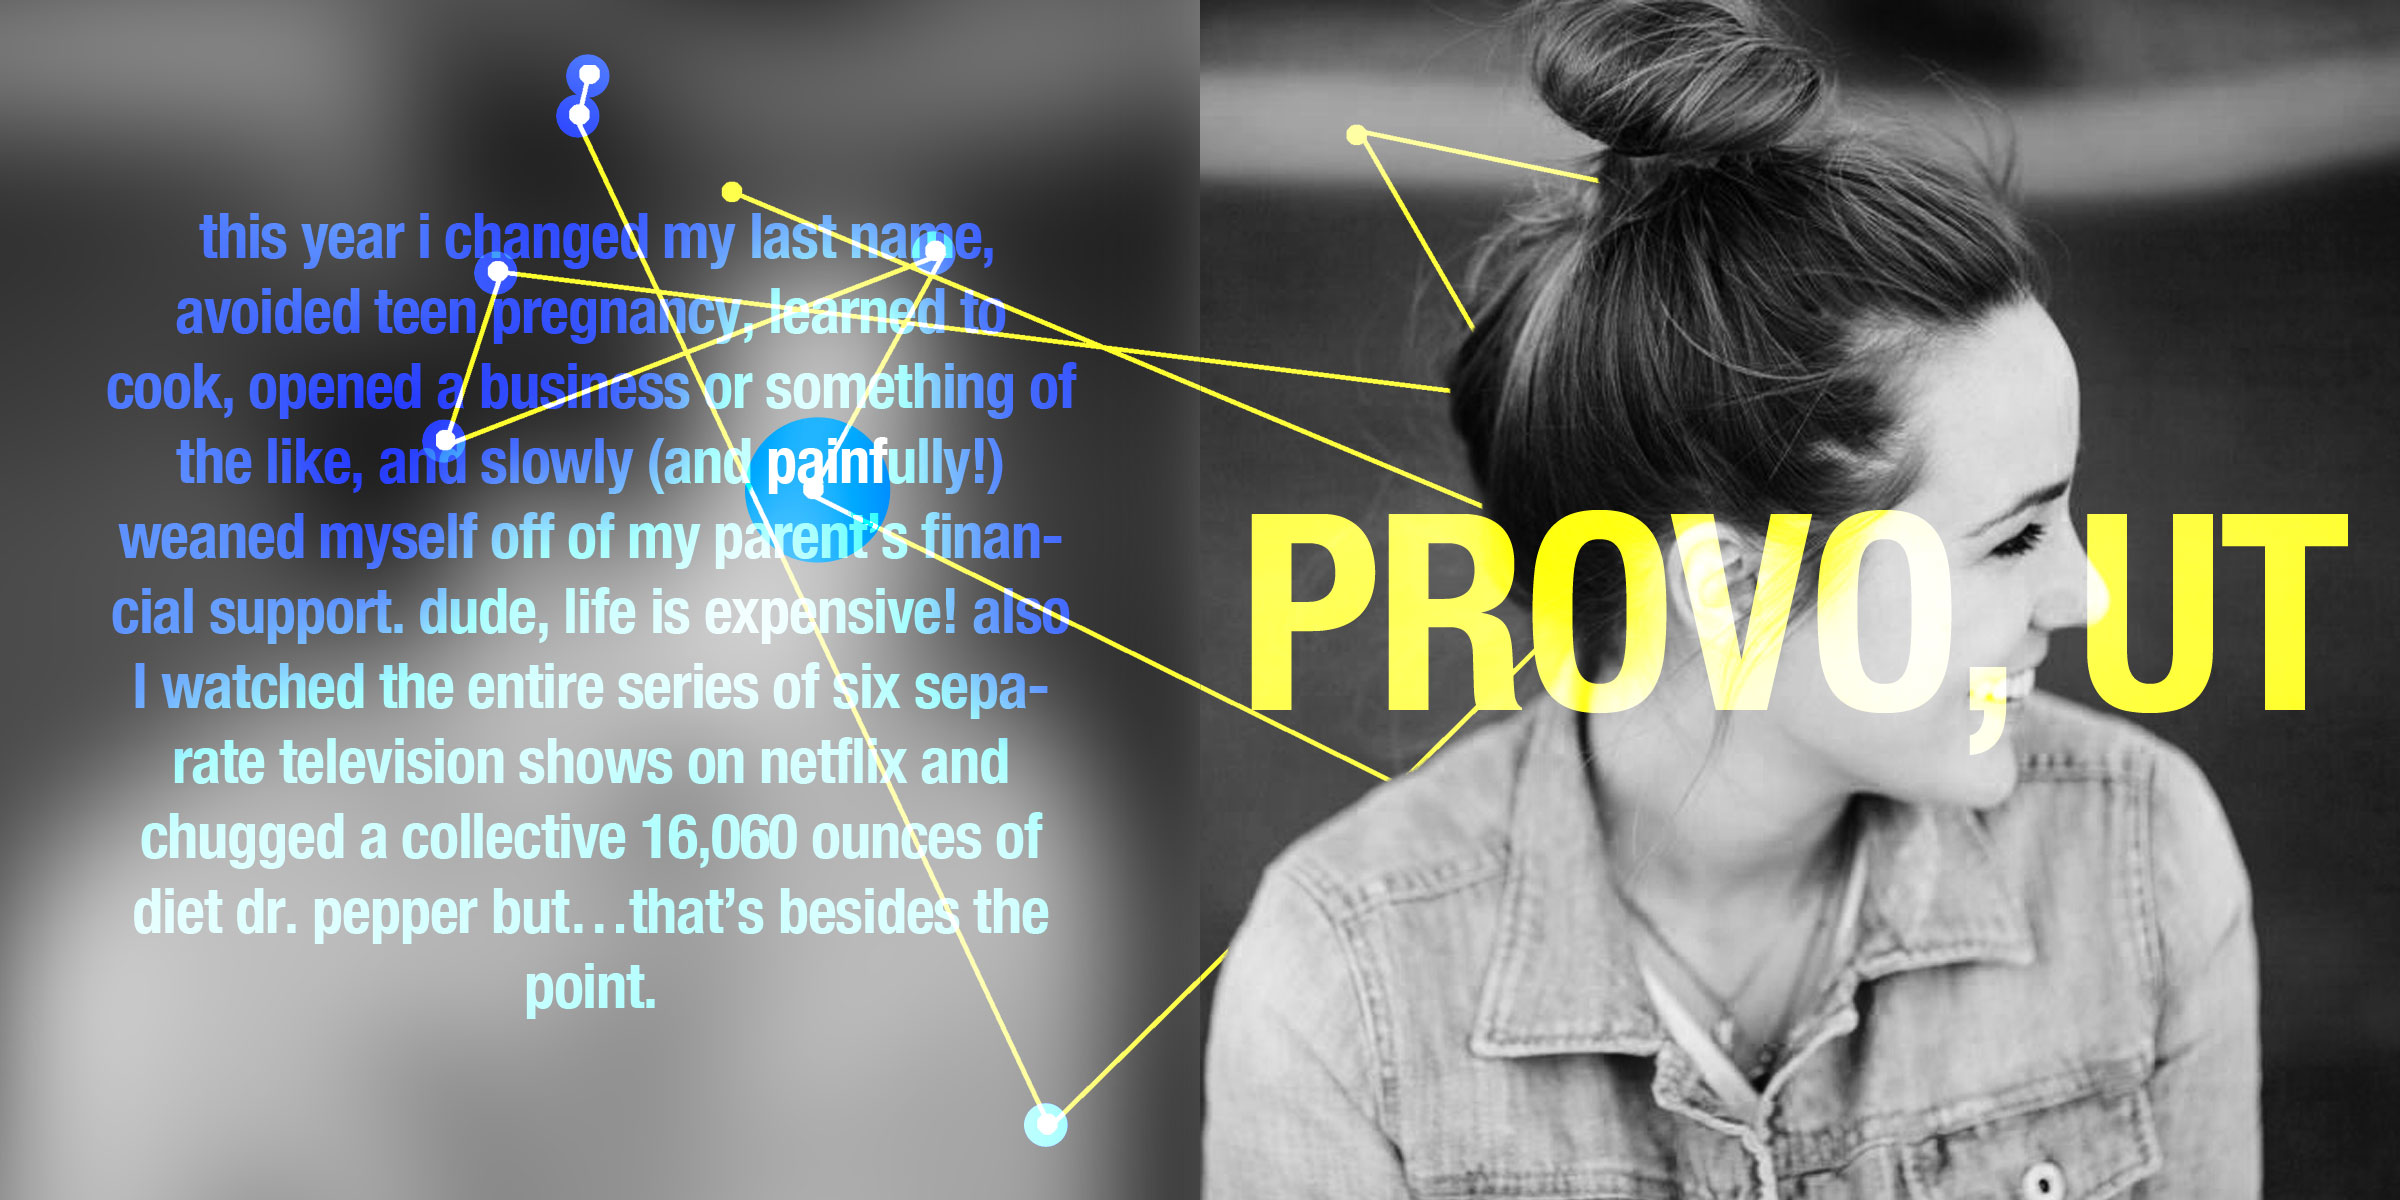 this year i changed my last name,
avoided teen pregnancy, learned to
cook, opened a business or something of
the like, and slowly (and painfully!)
weaned myself off of my parent's finan-
cial support. dude, life is expensive! also
I watched the entire series of six sepa-
rate television shows on netflix and
chugged a collective 16,060 ounces of
diet dr. pepper but...that’s besides the
point.
PROVO, UT